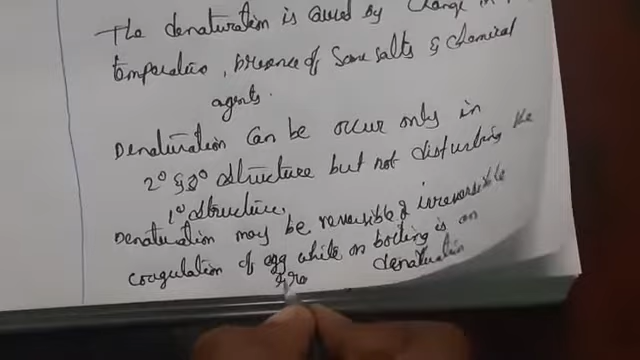 The denaturation is caused by change in
temperature, presence of some salts & chemical
agents.
Denaturation can be occur only in
2° & 3° structure but not disturbing the
1° structure.
Denaturation may be reversible & irreversible
coagulation of egg white on boiling is an
denaturation